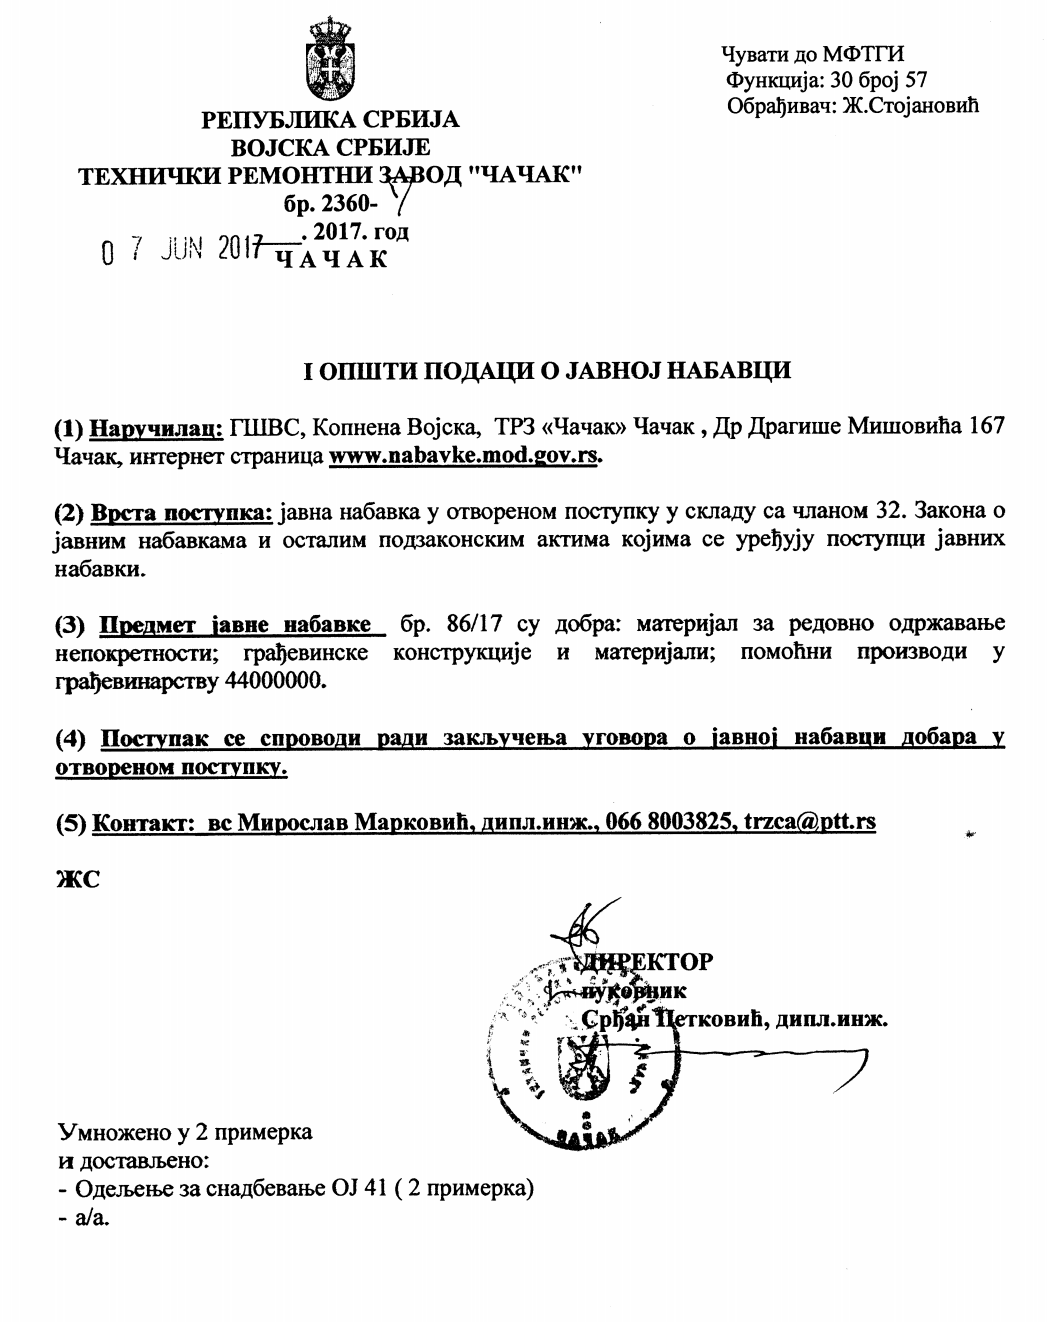 Чувати до МФТГИ
Функција: 30 број 57
Обрађивач: Ж.Стојановић
РЕПУБЛИКА СРБИЈА
ВОЈСКА СРБИЈЕ
ТЕХНИЧКИ РЕМОНТНИ ЗАВОД "ЧАЧАК"
бр. 2360-
07 JUN 2017 . 2017. год
Ч А Ч А К
I ОПШТИ ПОДАЦИ О ЈАВНОЈ НАБАВЦИ
(1) Наручилац: ГШВС, Копнена Војска, ТРЗ «Чачак» Чачак , Др Драгише Мишовића 167
Чачак, интернет страница www.nabavke.mod.gov.rs.
(2) Врста поступка: јавна набавка у отвореном поступку у складу са чланом 32. Закона о
јавним набавкама и осталим подзаконским актима којима се уређују поступци јавних
набавки.
(3) Предмет јавне набавке бр. 86/17 су добра: материјал за редовно одржавање
непокретности; грађевинске конструкције и материјали; помоћни производи у
грађевинарству 44000000.
(4) Поступак се спроводи ради закључења уговора о јавној набавци добара у
отвореном поступку.
(5) Контакт: вс Мирослав Марковић, дипл.инж., 066 8003825, trzca@ptt.rs
ЖС
ДИРЕКТОР
пуковник
Срђан Петковић, дипл.инж.
ЧАЧАК
Умножено у 2 примерка
и достављено:
- Одељење за снадбевање ОЈ 41 ( 2 примерка)
- а/а.